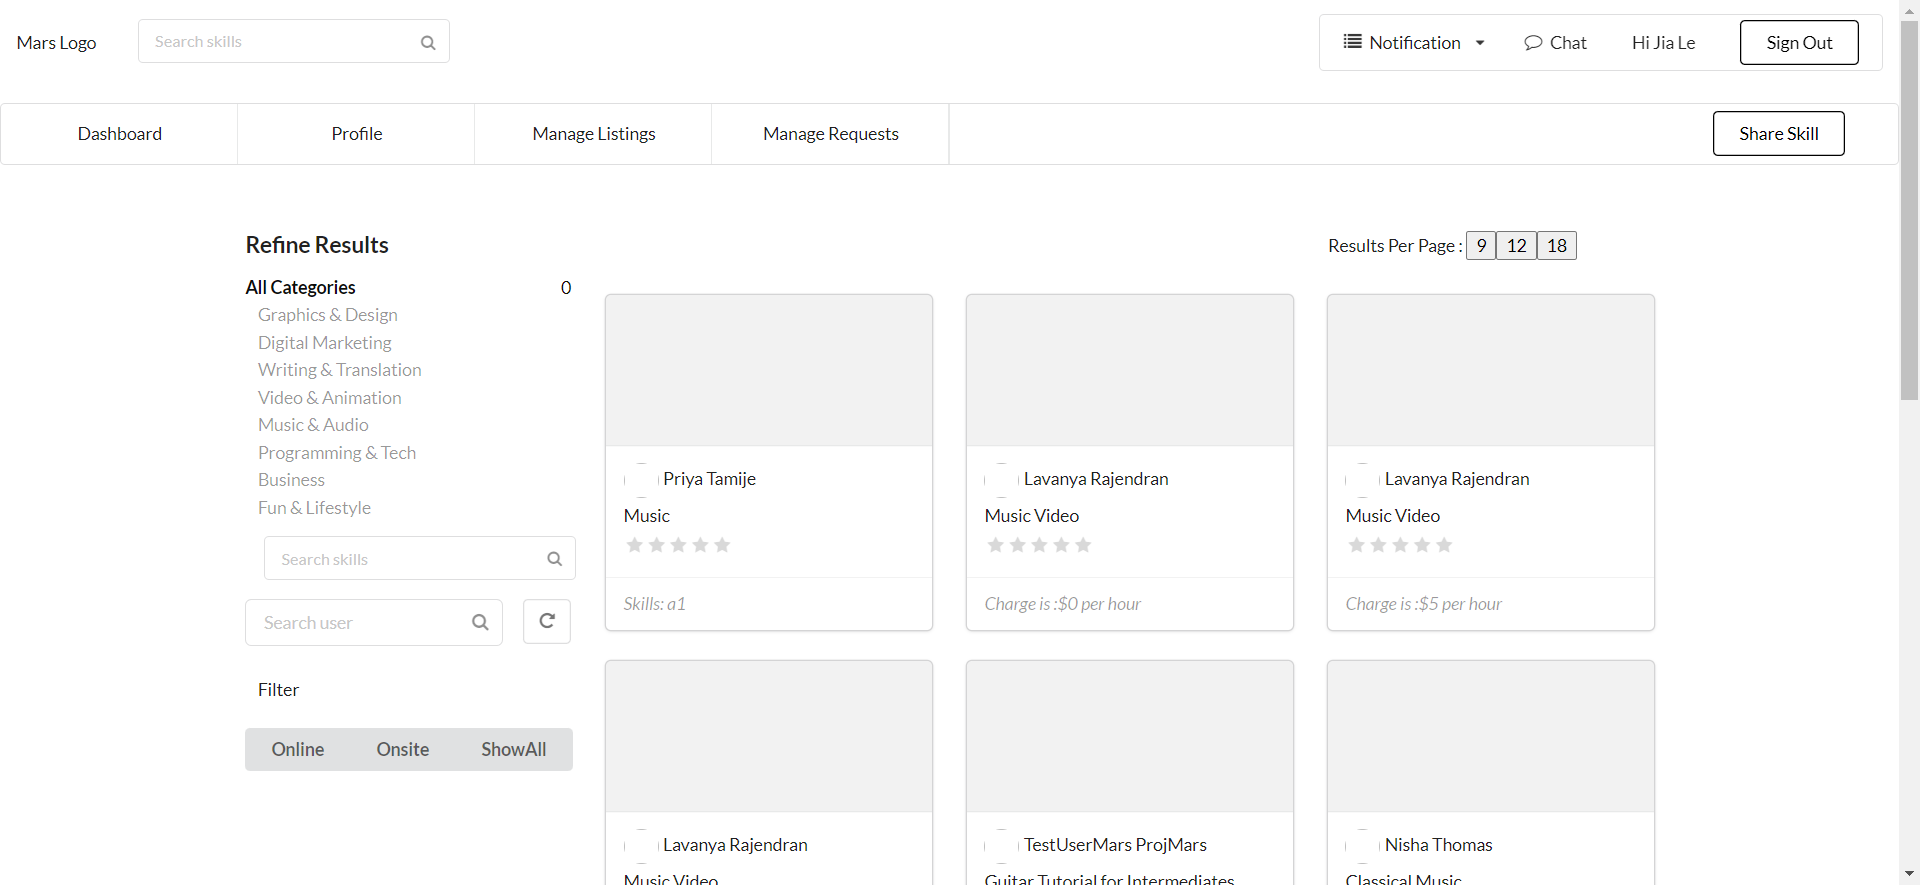 Mars Logo
Search skills
Notification
Chat
Hi Jia Le
Sign Out
Dashboard
Profile
Manage Listings
Manage Requests
Share Skill
Refine Results
Results Per Page : 9 12 18
All Categories 0
Graphics & Design
Digital Marketing
Writing & Translation
Video & Animation
Music & Audio
Programming & Tech
Business
Fun & Lifestyle
Search skills
Search user
Filter
Online Onsite ShowAll
Priya Tamije
Music
Skills: a1
Lavanya Rajendran
Music Video
Charge is :$0 per hour
Lavanya Rajendran
Music Video
Charge is :$5 per hour
Lavanya Rajendran
Music Video
TestUserMars ProjMars
Guitar Tutorial for Intermediates
Nisha Thomas
Classical Music